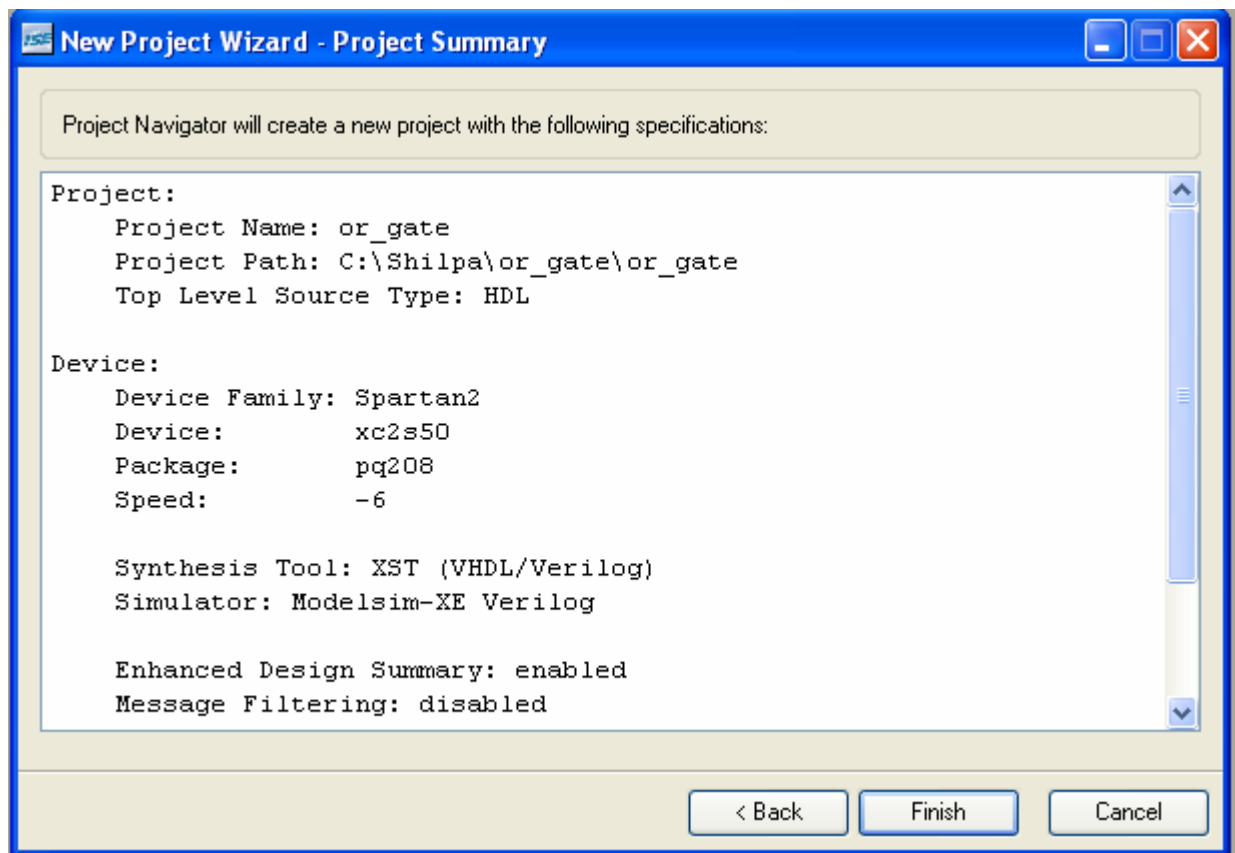 ISE New Project Wizard - Project Summary
Project Navigator will create a new project with the following specifications:
Project:
Project Name: or_gate
Project Path: C:\Shilpa\or_gate\or_gate
Top Level Source Type: HDL
Device:
Device Family: Spartan2
Device: xc2s50
Package: pq208
Speed: -6
Synthesis Tool: XST (VHDL/Verilog)
Simulator: Modelsim-XE Verilog
Enhanced Design Summary: enabled
Message Filtering: disabled
< Back Finish Cancel